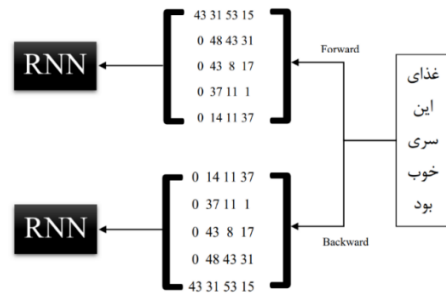 43 31 53 15
0 48 43 31
0 43 8 17
0 37 11 1
0 14 11 37
RNN
Forward
غذای
این
سری
خوب
بود
0 14 11 37
0 37 11 1
0 43 8 17
0 48 43 31
43 31 53 15
RNN
Backward